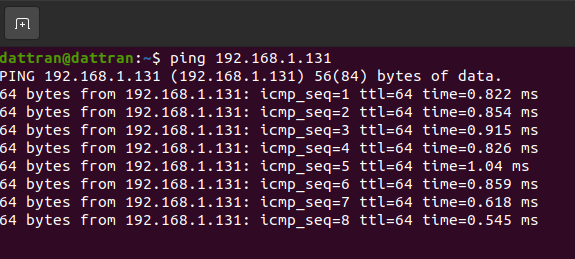 dattran@dattran:~$ ping 192.168.1.131
PING 192.168.1.131 (192.168.1.131) 56(84) bytes of data.
64 bytes from 192.168.1.131: icmp_seq=1 ttl=64 time=0.822 ms
64 bytes from 192.168.1.131: icmp_seq=2 ttl=64 time=0.854 ms
64 bytes from 192.168.1.131: icmp_seq=3 ttl=64 time=0.915 ms
64 bytes from 192.168.1.131: icmp_seq=4 ttl=64 time=0.826 ms
64 bytes from 192.168.1.131: icmp_seq=5 ttl=64 time=1.04 ms
64 bytes from 192.168.1.131: icmp_seq=6 ttl=64 time=0.859 ms
64 bytes from 192.168.1.131: icmp_seq=7 ttl=64 time=0.618 ms
64 bytes from 192.168.1.131: icmp_seq=8 ttl=64 time=0.545 ms